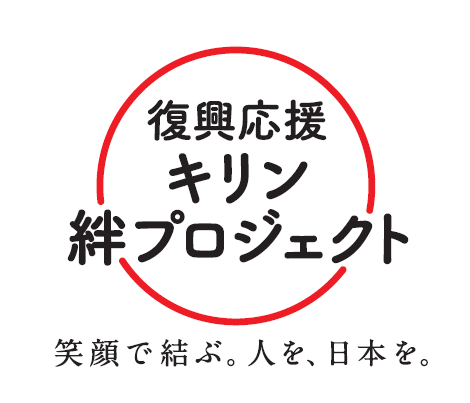 復興応援
キリン
絆プロジェクト
笑顔で結ぶ。人を、日本を。